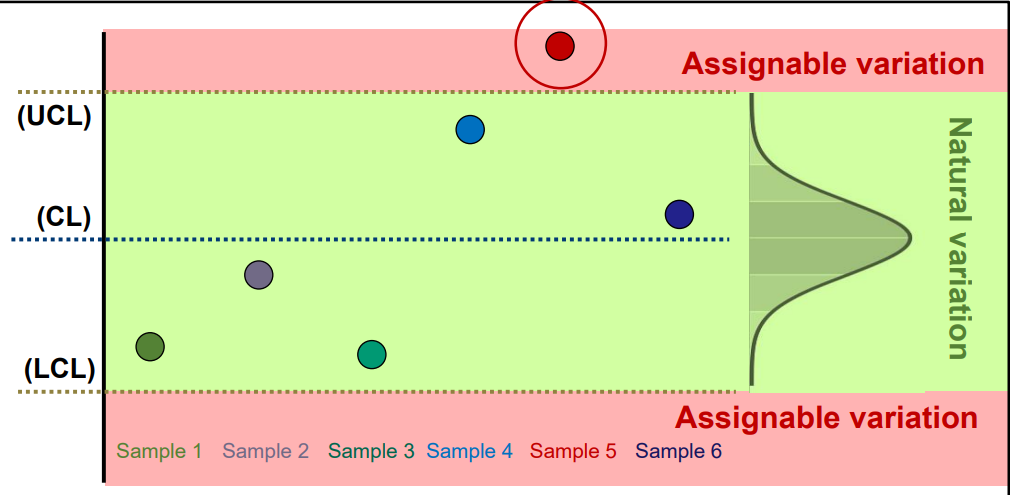 Assignable variation
(UCL)
Natural variation
(CL)
(LCL)
Assignable variation
Sample 1 Sample 2 Sample 3 Sample 4 Sample 5 Sample 6